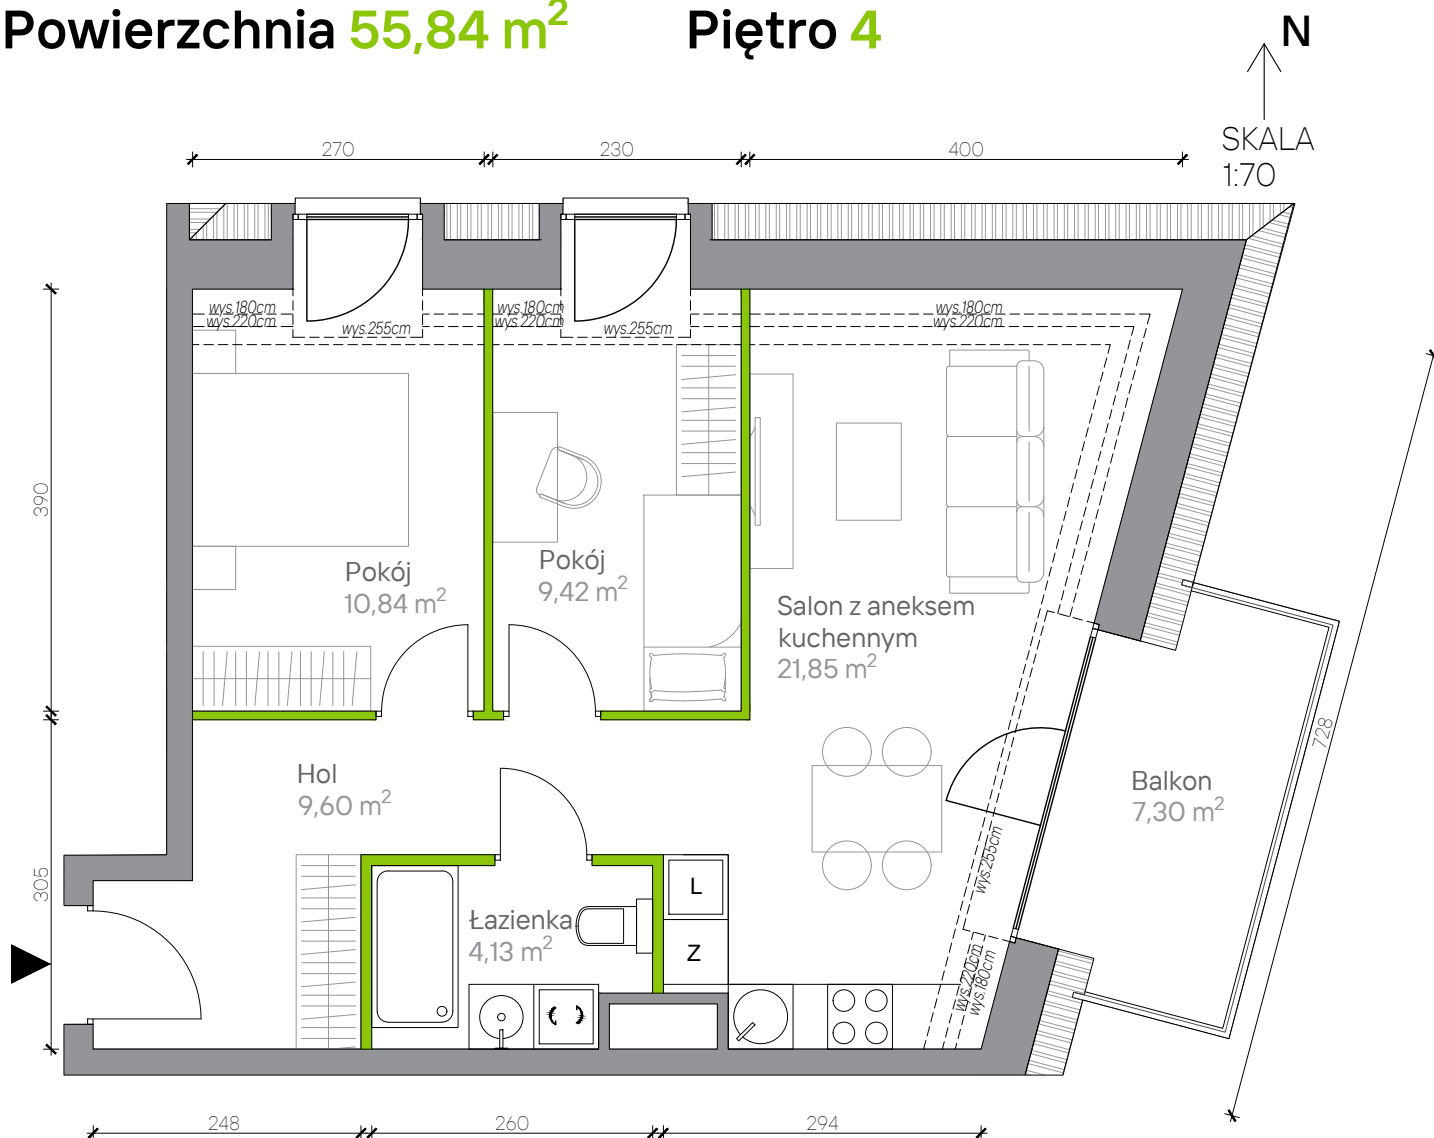 Powierzchnia 55,84 m²
Piętro 4
N
SKALA
1:70
270
230
400
wys.180cm
wys.220cm
wys.255cm
wys.180cm
wys.220cm
wys.255cm
wys.180cm
wys.220cm
390
Pokój
10,84 m²
Pokój
9,42 m²
Salon z aneksem
kuchennym
21,85 m²
728
Hol
9,60 m²
Balkon
7,30 m²
wys.255cm
305
L
Łazienka
4,13 m²
Z
wys.220cm
wys.180cm
248
260
294